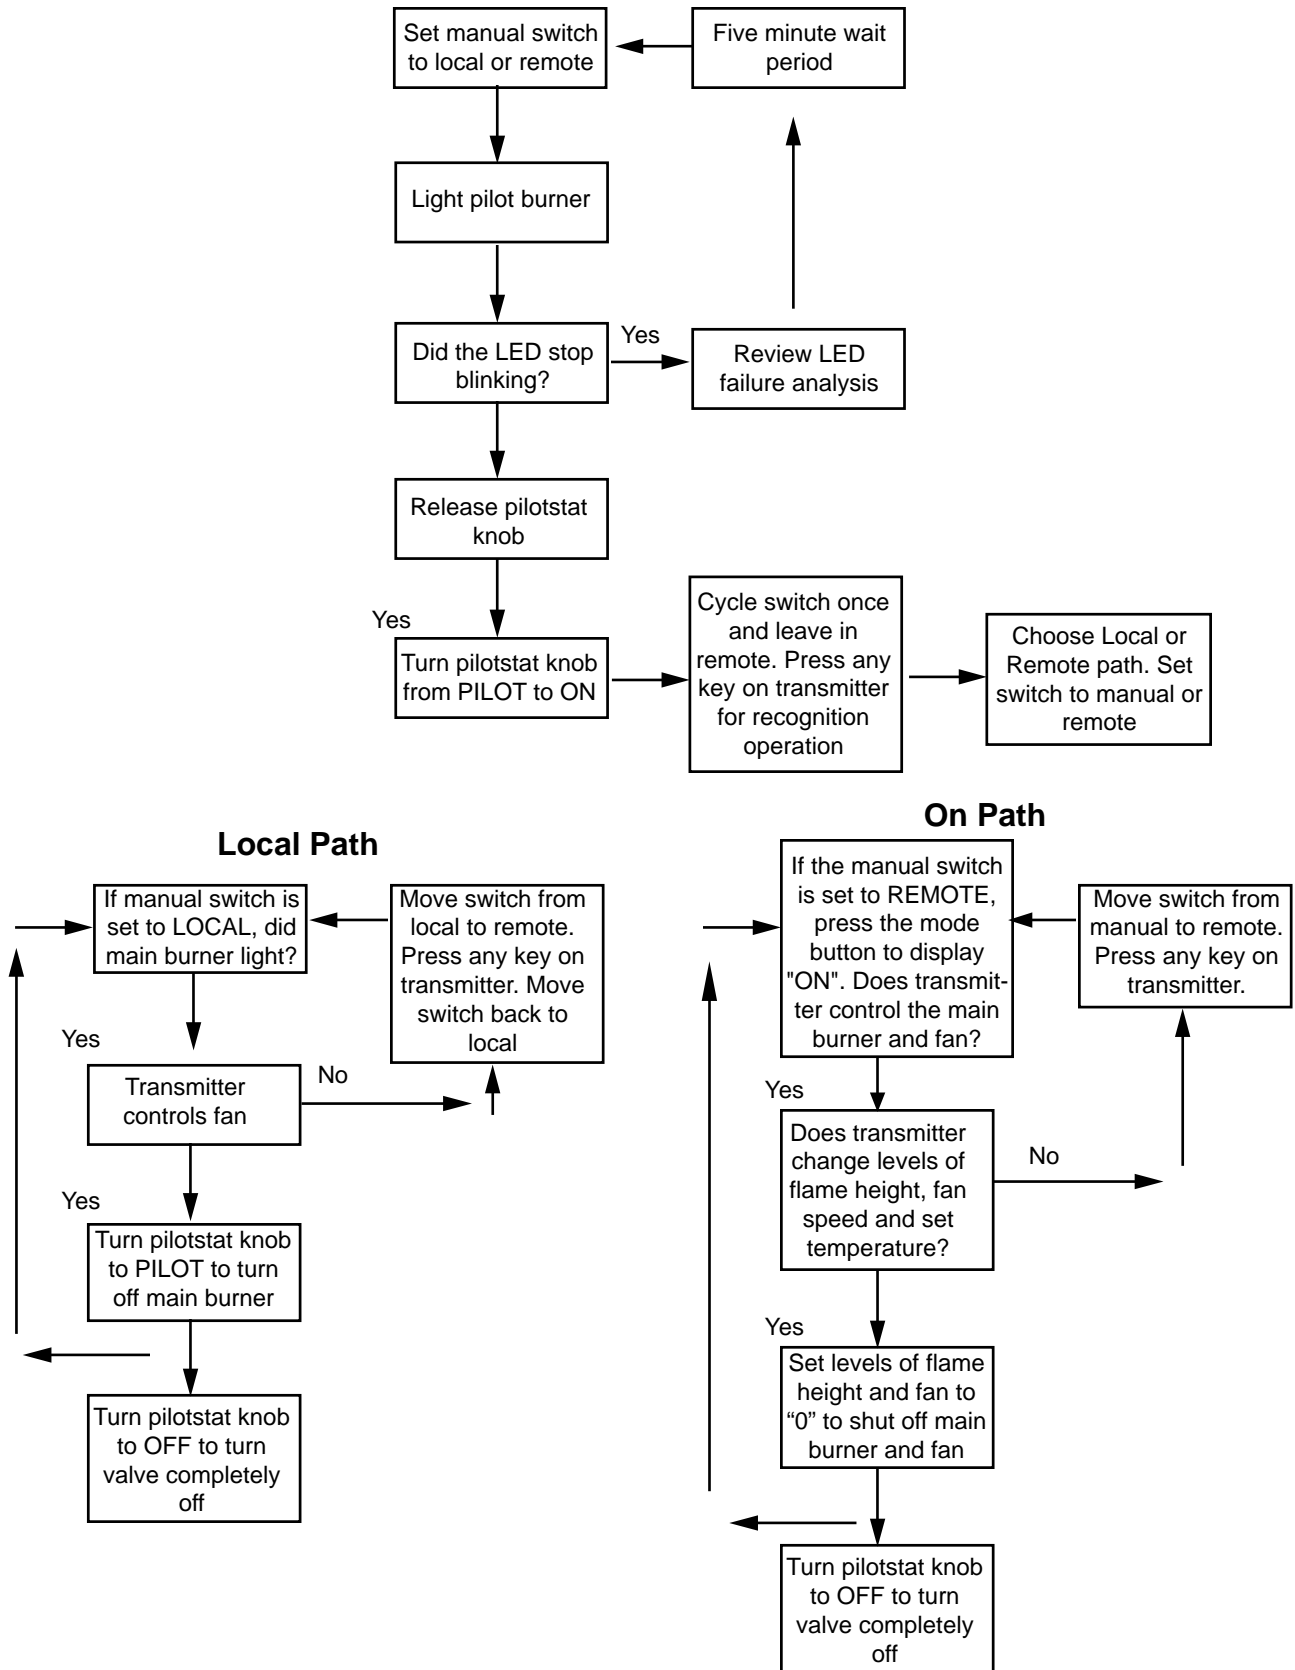 Set manual switch
to local or remote
Five minute wait
period
Light pilot burner
Did the LED stop
blinking?
Yes
Review LED
failure analysis
Release pilotstat
knob
Yes
Turn pilotstat knob
from PILOT to ON
Cycle switch once
and leave in
remote. Press any
key on transmitter
for recognition
operation
Choose Local or
Remote path. Set
switch to manual or
remote
Local Path
If manual switch is
set to LOCAL, did
main burner light?
Move switch from
local to remote.
Press any key on
transmitter. Move
switch back to
local
Yes
Transmitter
controls fan
No
Yes
Turn pilotstat knob
to PILOT to turn
off main burner
Turn pilotstat knob
to OFF to turn
valve completely
off
On Path
If the manual switch
is set to REMOTE,
press the mode
button to display
"ON". Does transmit-
ter control the main
burner and fan?
Move switch from
manual to remote.
Press any key on
transmitter.
Yes
Does transmitter
change levels of
flame height, fan
speed and set
temperature?
No
Yes
Set levels of flame
height and fan to
“0” to shut off main
burner and fan
Turn pilotstat knob
to OFF to turn
valve completely
off